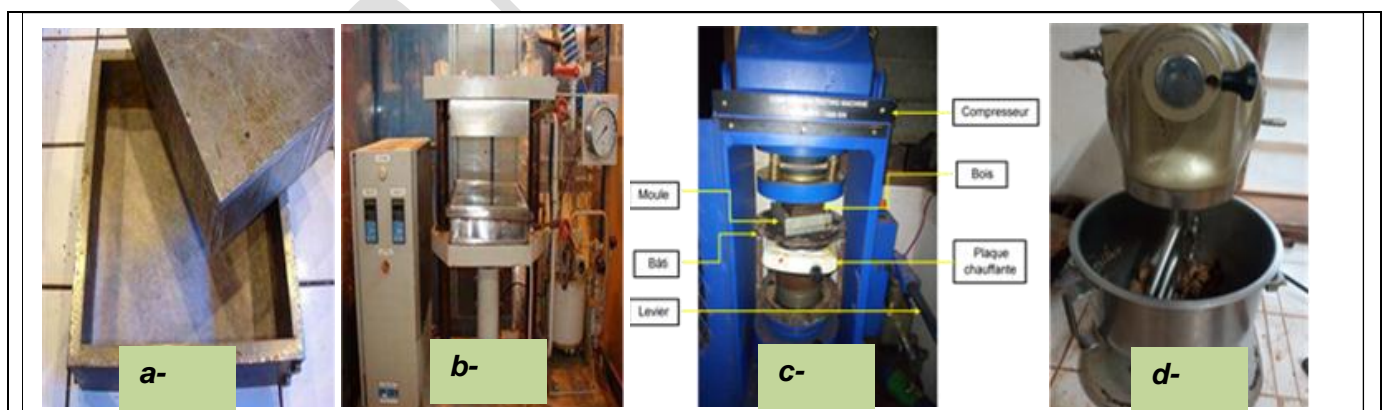 Compresseur
Bois
Moule
Plaque
chauffante
Bâti
Levier
a-
b-
c-
d-